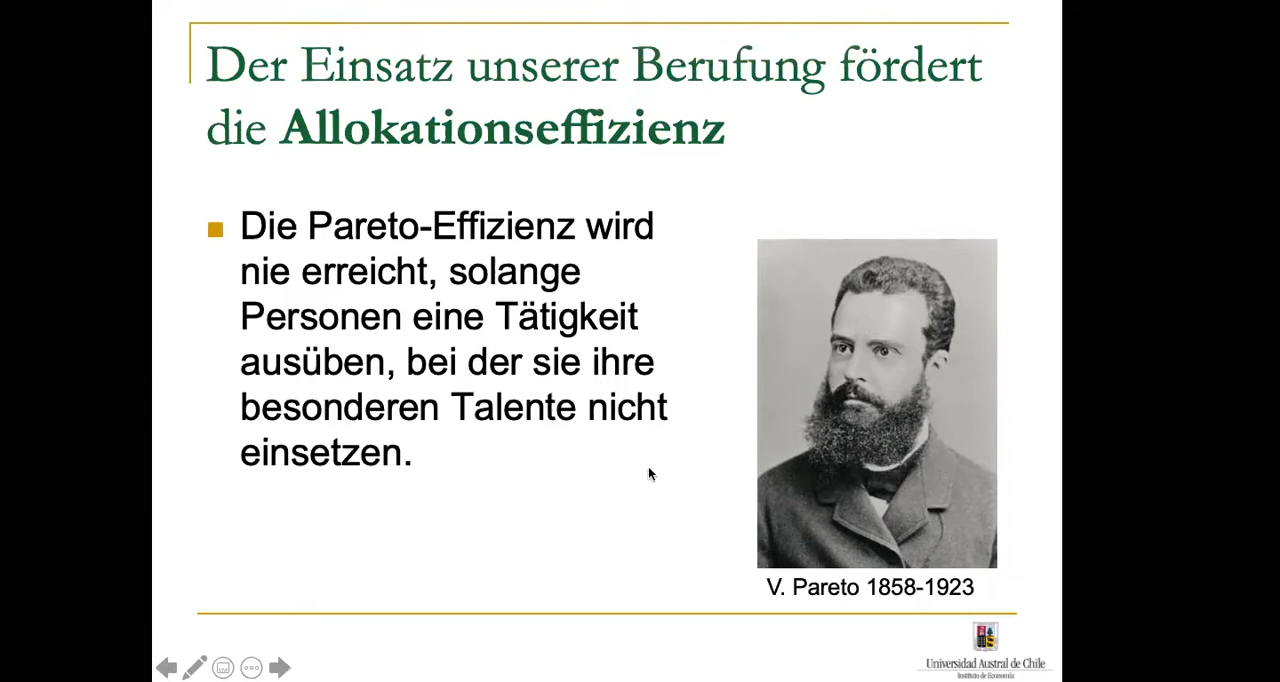 Der Einsatz unserer Berufung fördert
die Allokationseffizienz
Die Pareto-Effizienz wird
nie erreicht, solange
Personen eine Tätigkeit
ausüben, bei der sie ihre
besonderen Talente nicht
einsetzen.
V. Pareto 1858-1923
Universidad Austral de Chile
Instituto de Economía